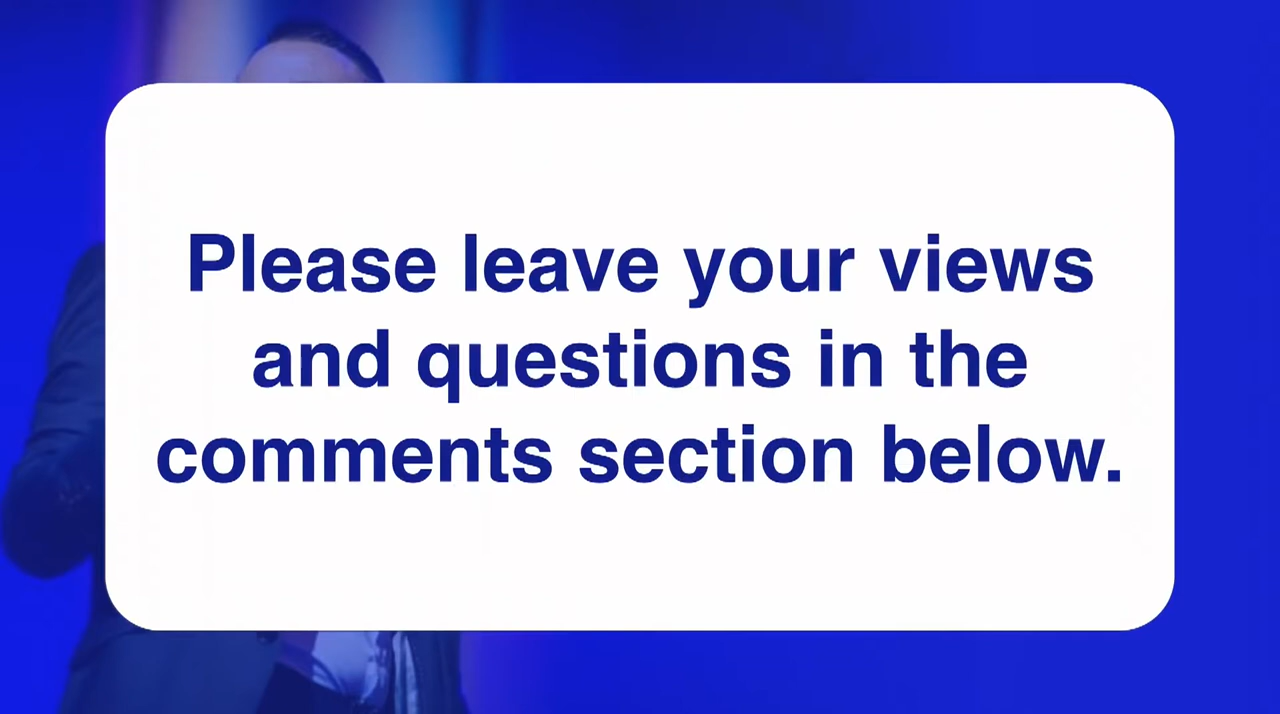 Please leave your views
and questions in the
comments section below.